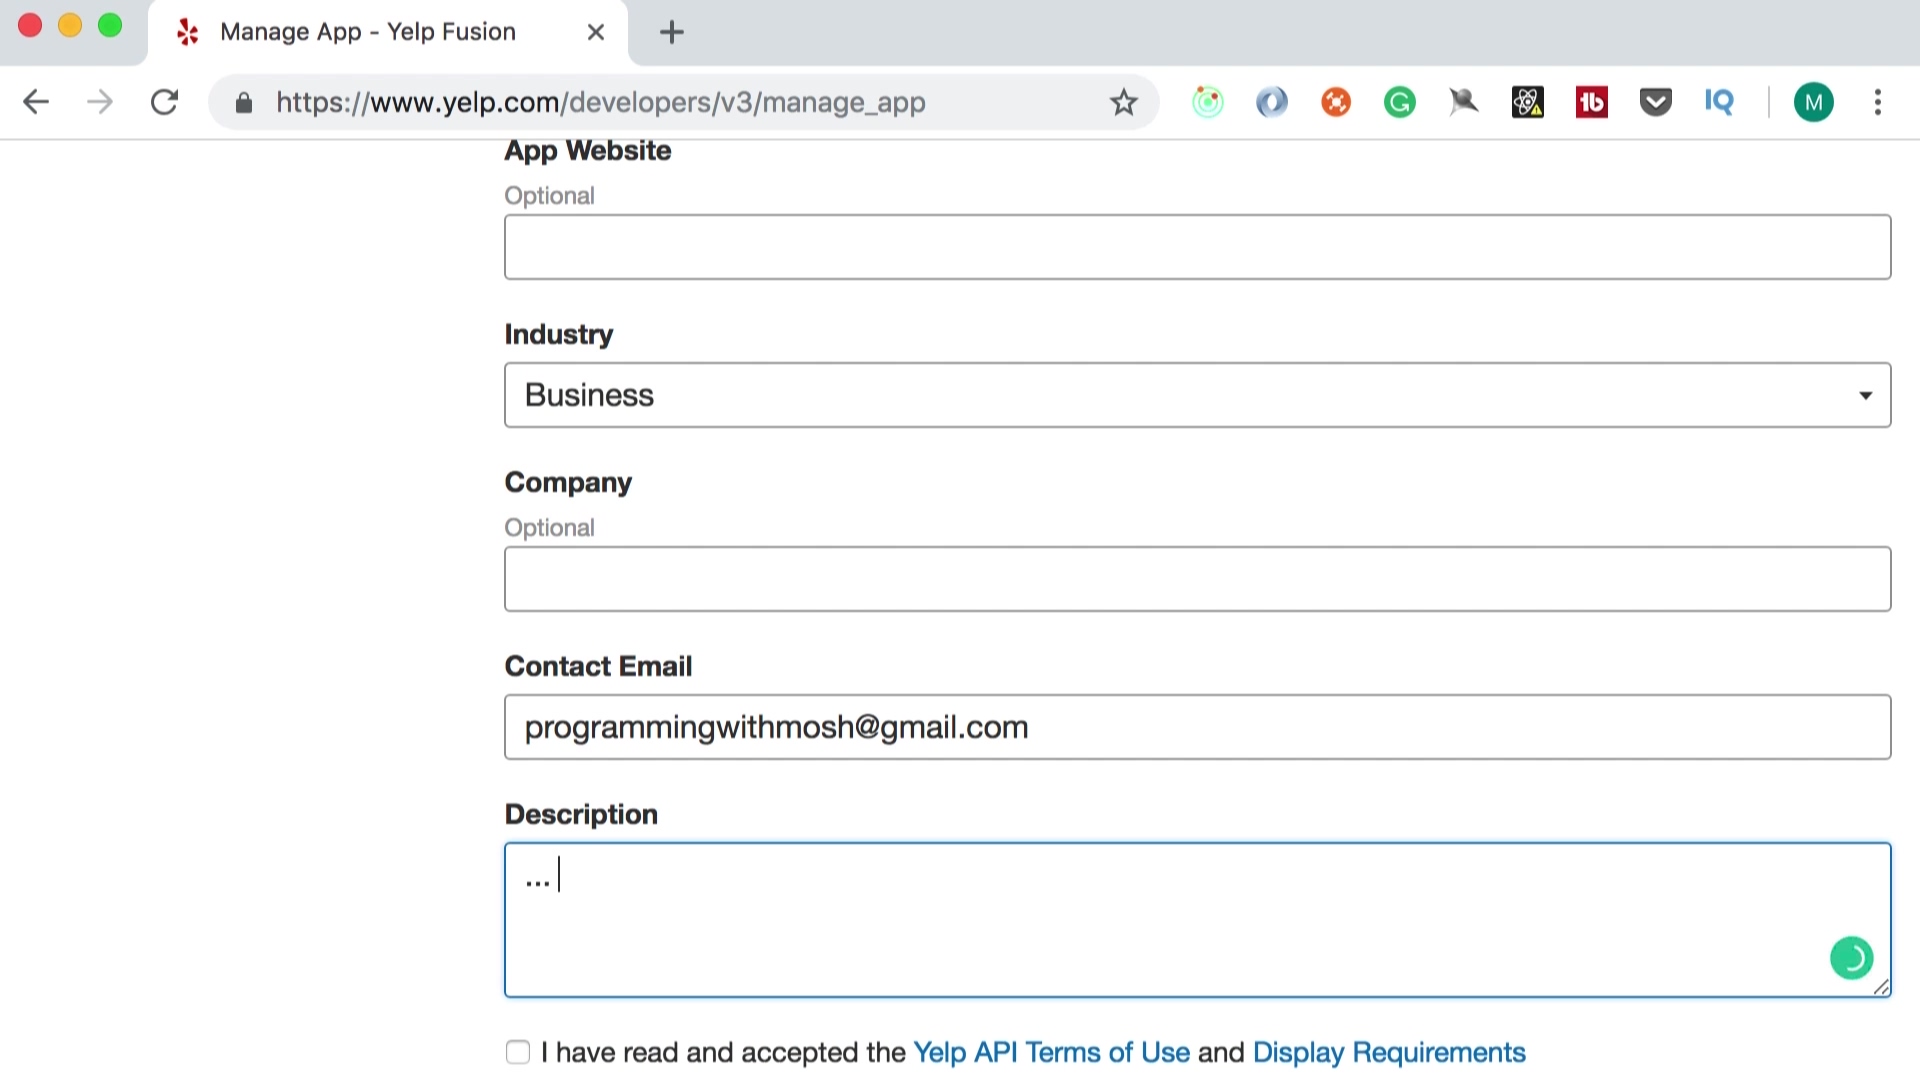 Manage App - Yelp Fusion
https://www.yelp.com/developers/v3/manage_app
IQ
M
App Website
Optional
Industry
Business
Company
Optional
Contact Email
programmingwithmosh@gmail.com
Description
...
I have read and accepted the Yelp API Terms of Use and Display Requirements